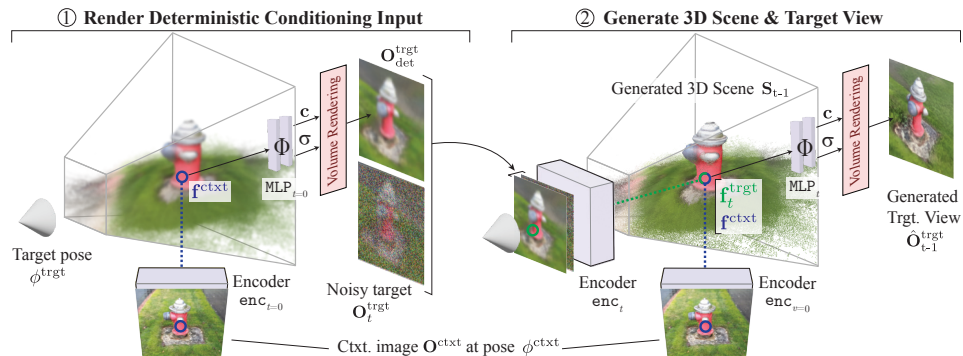 ① Render Deterministic Conditioning Input
② Generate 3D Scene & Target View
O^trgt_det
c
σ
Φ
MLP_t=0
Volume Rendering
f^ctxt
Target pose
ϕ^trgt
Encoder
enc_t=0
Noisy target
O^trgt_t
Ctxt. image O^ctxt at pose ϕ^ctxt
Generated 3D Scene S_t-1
c
σ
Φ
MLP_t
Volume Rendering
f^trgt_t
f^ctxt
Encoder
enc_t
Encoder
enc_v=0
Generated
Trgt. View
Ô^trgt_t-1